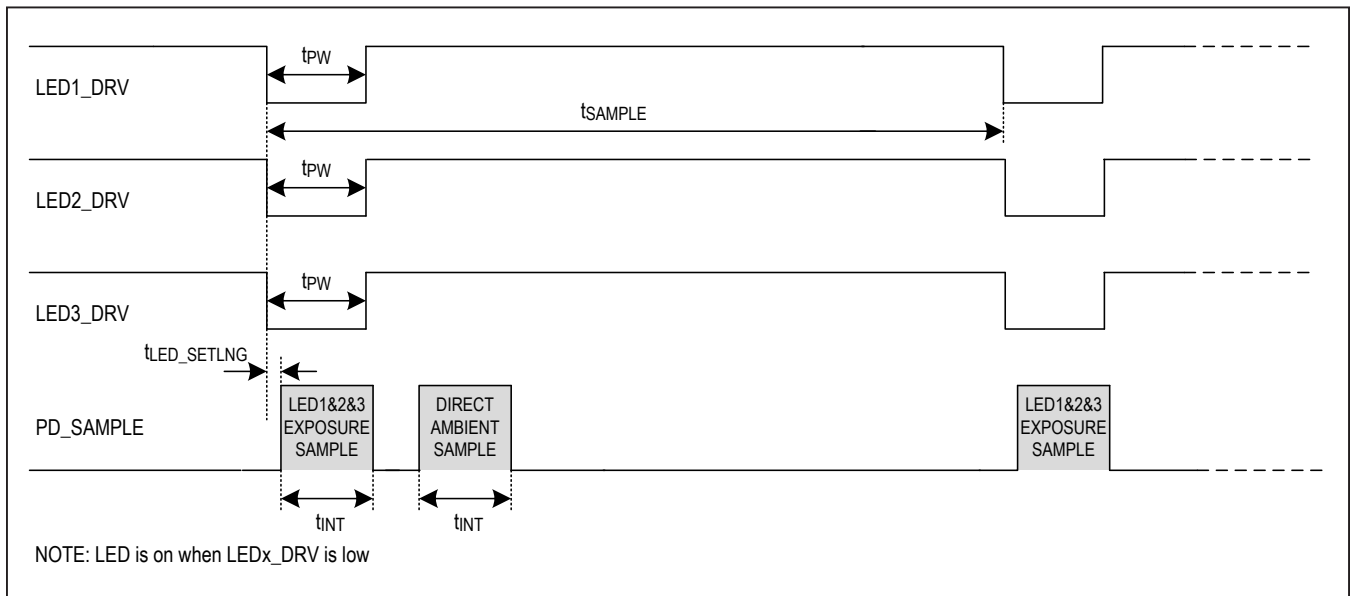 tPW
LED1_DRV
tSAMPLE
tPW
LED2_DRV
tPW
LED3_DRV
tLED_SETLNG
PD_SAMPLE
LED1&2&3
EXPOSURE
SAMPLE
DIRECT
AMBIENT
SAMPLE
LED1&2&3
EXPOSURE
SAMPLE
tINT
tINT
NOTE: LED is on when LEDx_DRV is low